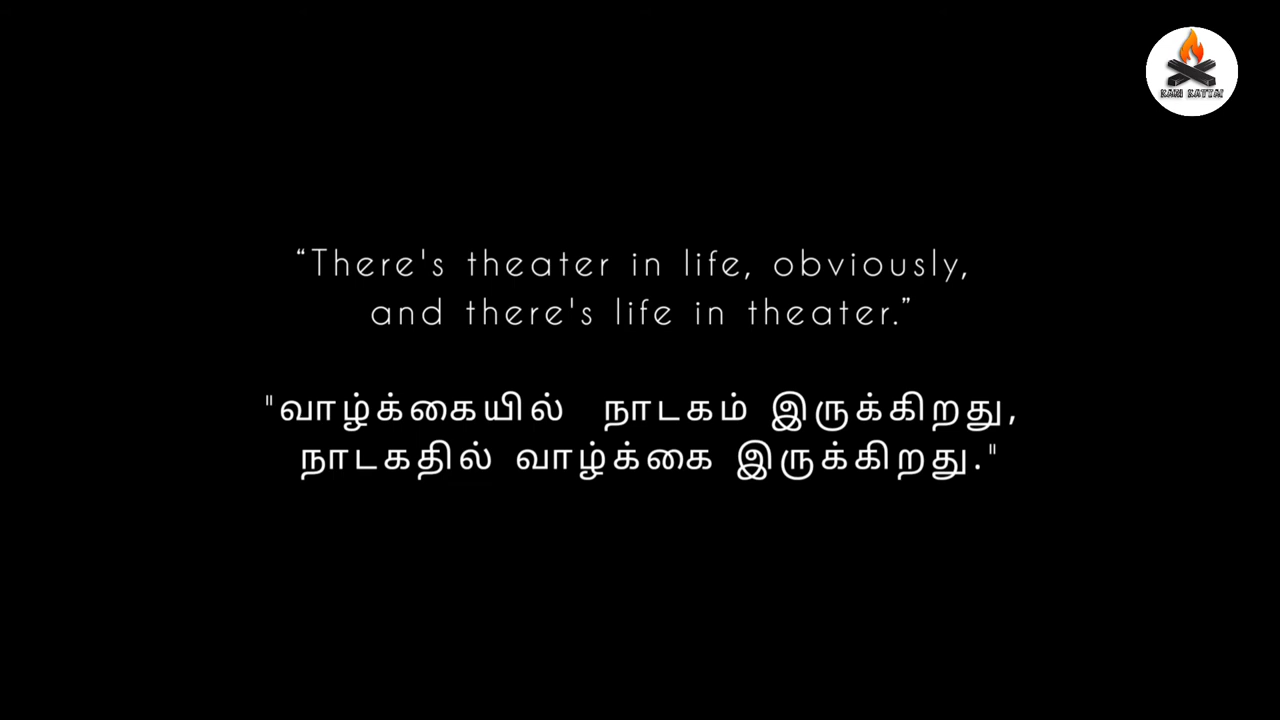 KARI KATTAI
“There's theater in life, obviously,
and there's life in theater.”
"வாழ்க்கையில் நாடகம் இருக்கிறது,
நாடகதில் வாழ்க்கை இருக்கிறது."